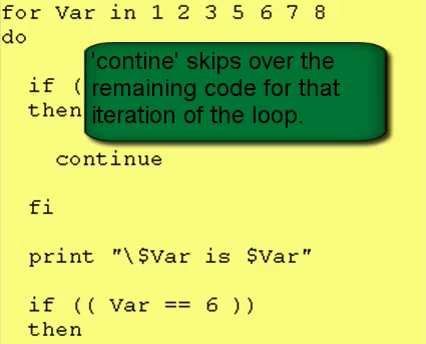 for Var in 1 2 3 5 6 7 8
do
'contine' skips over the
if (
remaining code for that
then
iteration of the loop.
continue
fi
print "\$Var is $Var"
if (( Var == 6 ))
then